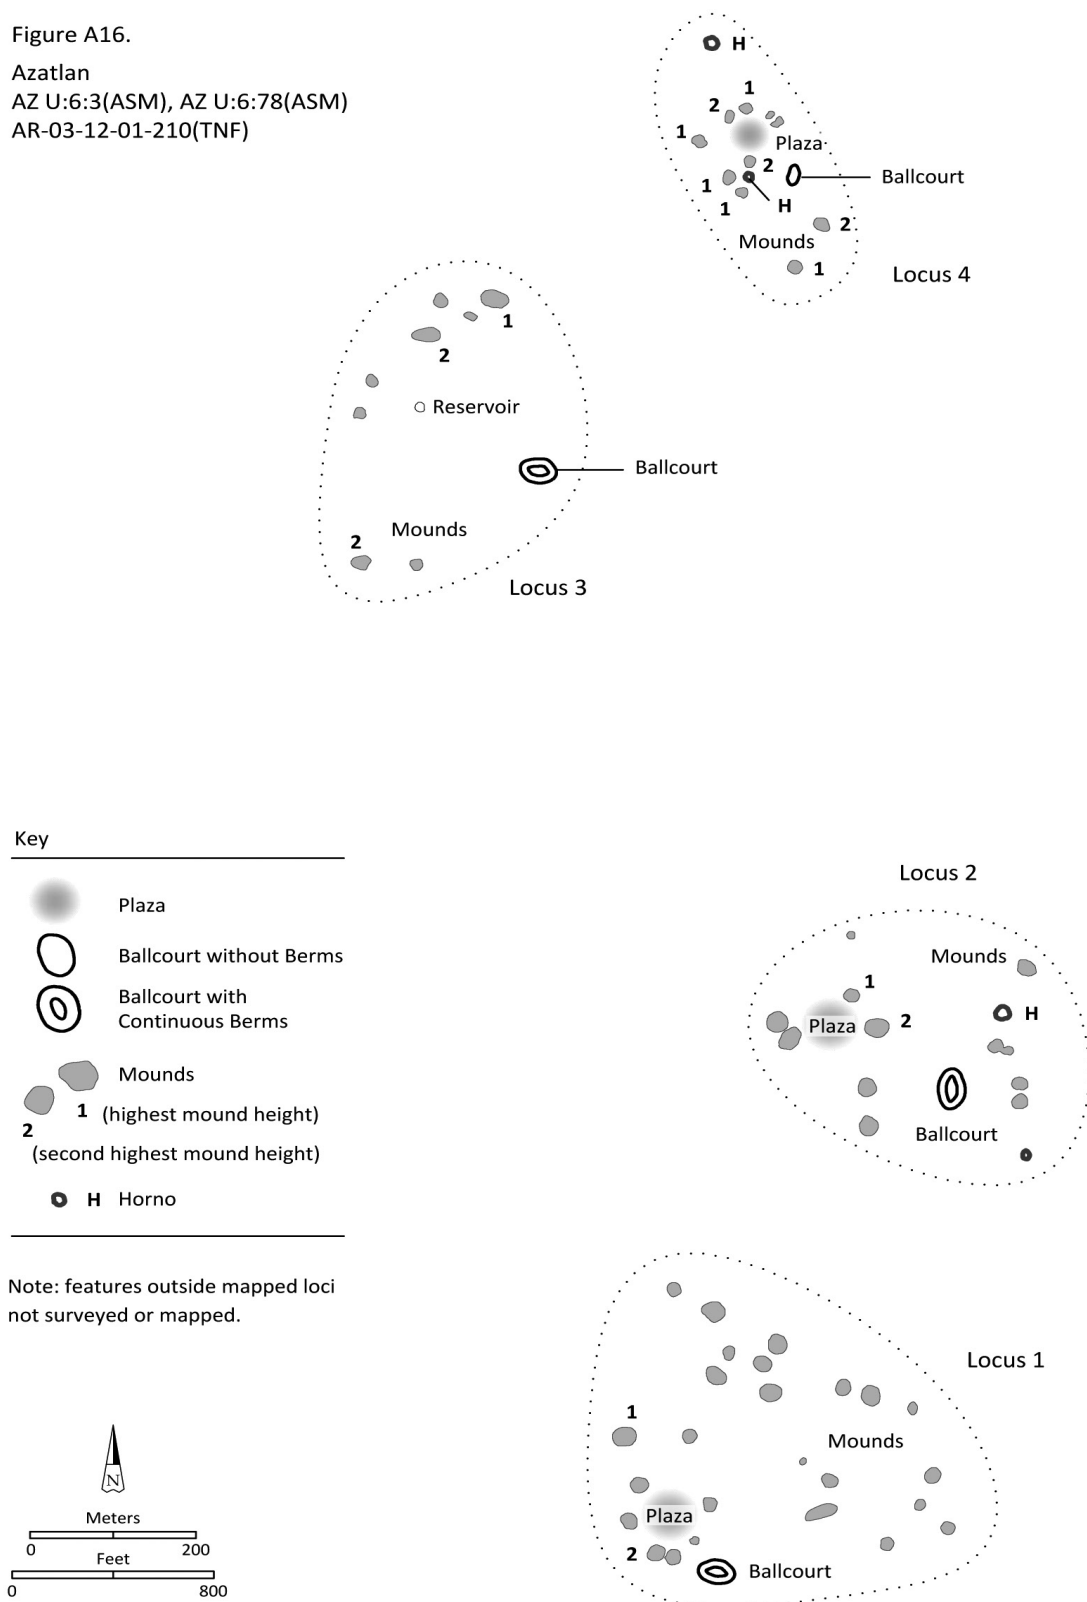 Figure A16.
Azatlan
AZ U:6:3(ASM), AZ U:6:78(ASM)
AR-03-12-01-210(TNF)
H
1
2
1
Plaza
2
Ballcourt
1
1
H
2
Mounds
1
Locus 4
1
2
Reservoir
Ballcourt
Mounds
2
Locus 3
Key
Plaza
Ballcourt without Berms
Ballcourt with
Continuous Berms
Mounds
1 (highest mound height)
2
(second highest mound height)
H Horno
Note: features outside mapped loci
not surveyed or mapped.
N
Meters
0 200
Feet
0 800
Locus 2
Mounds
1
H
Plaza
2
Ballcourt
Locus 1
1
Mounds
Plaza
2
Ballcourt